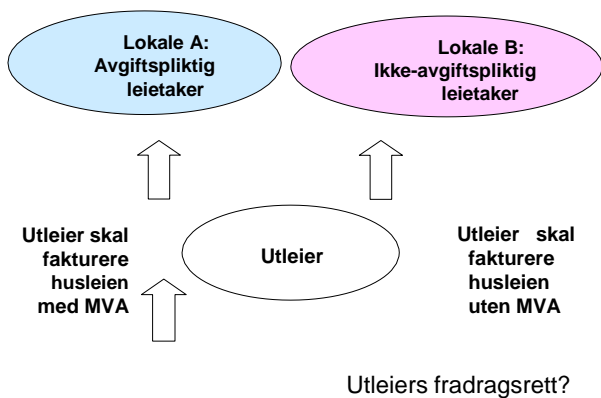 Lokale A:
Avgiftspliktig
leietaker
Lokale B:
Ikke-avgiftspliktig
leietaker
Utleier skal
fakturere
husleien
med MVA
Utleier
Utleier skal
fakturere
husleien
uten MVA
Utleiers fradragsrett?